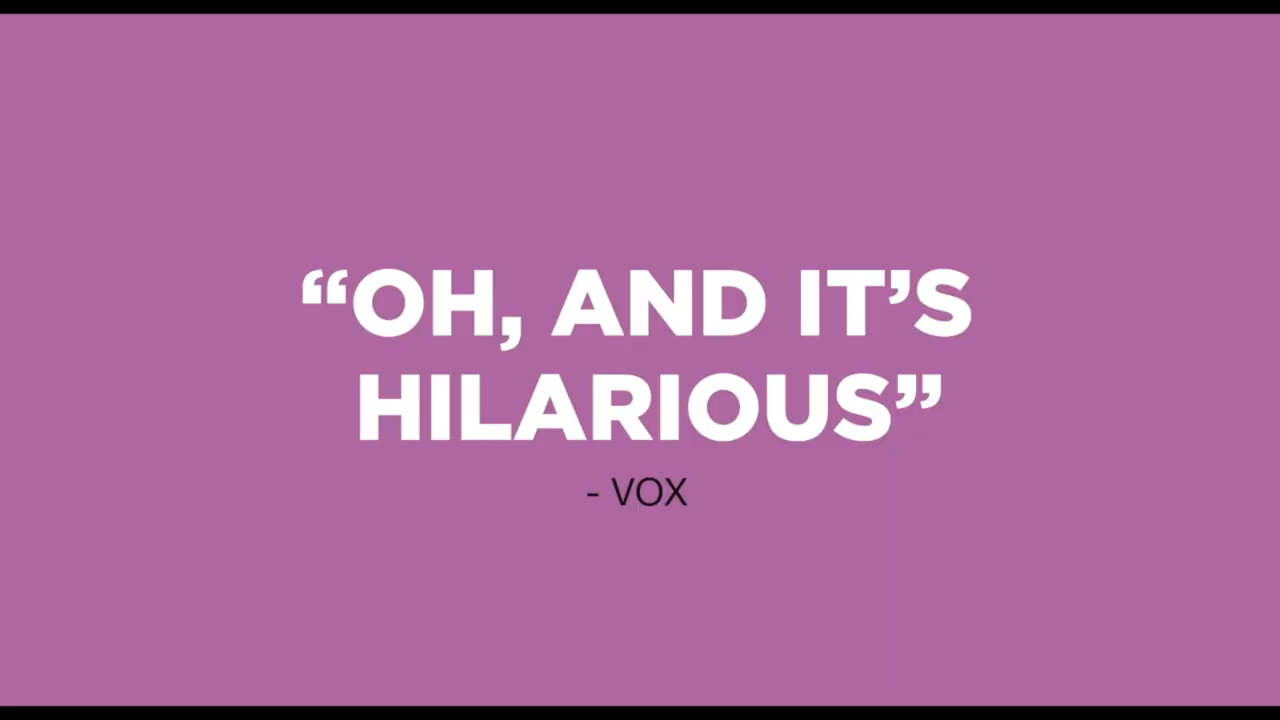 “OH, AND IT’S
HILARIOUS”
- VOX